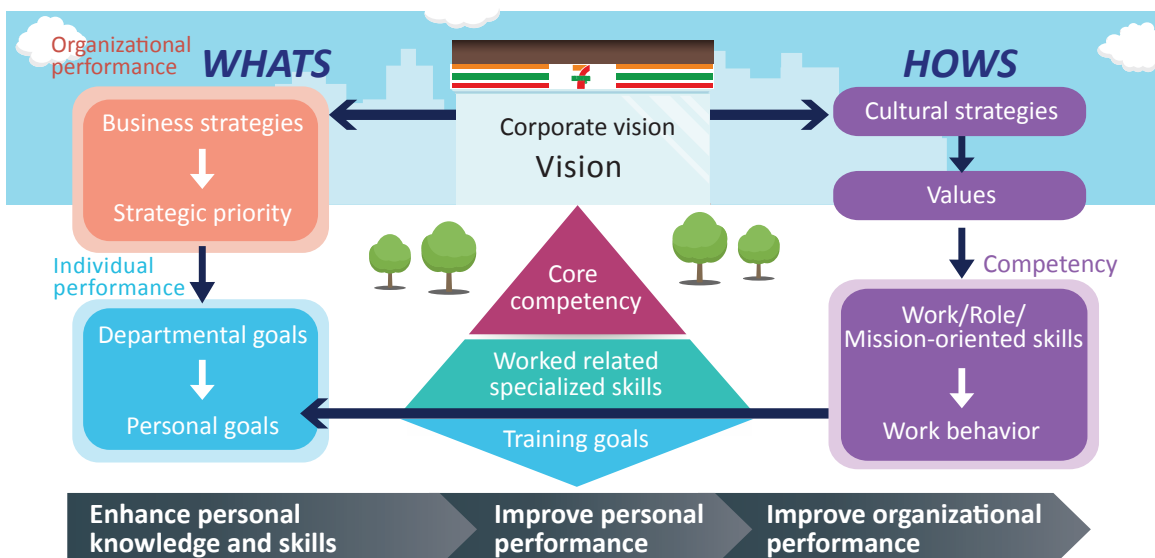 Organizational
performance
WHATS
Business strategies
Strategic priority
Individual
performance
Departmental goals
Personal goals
7
Corporate vision
Vision
Core
competency
Worked related
specialized skills
Training goals
HOWS
Cultural strategies
Values
Competency
Work/Role/
Mission-oriented skills
Work behavior
Enhance personal
knowledge and skills
Improve personal
performance
Improve organizational
performance